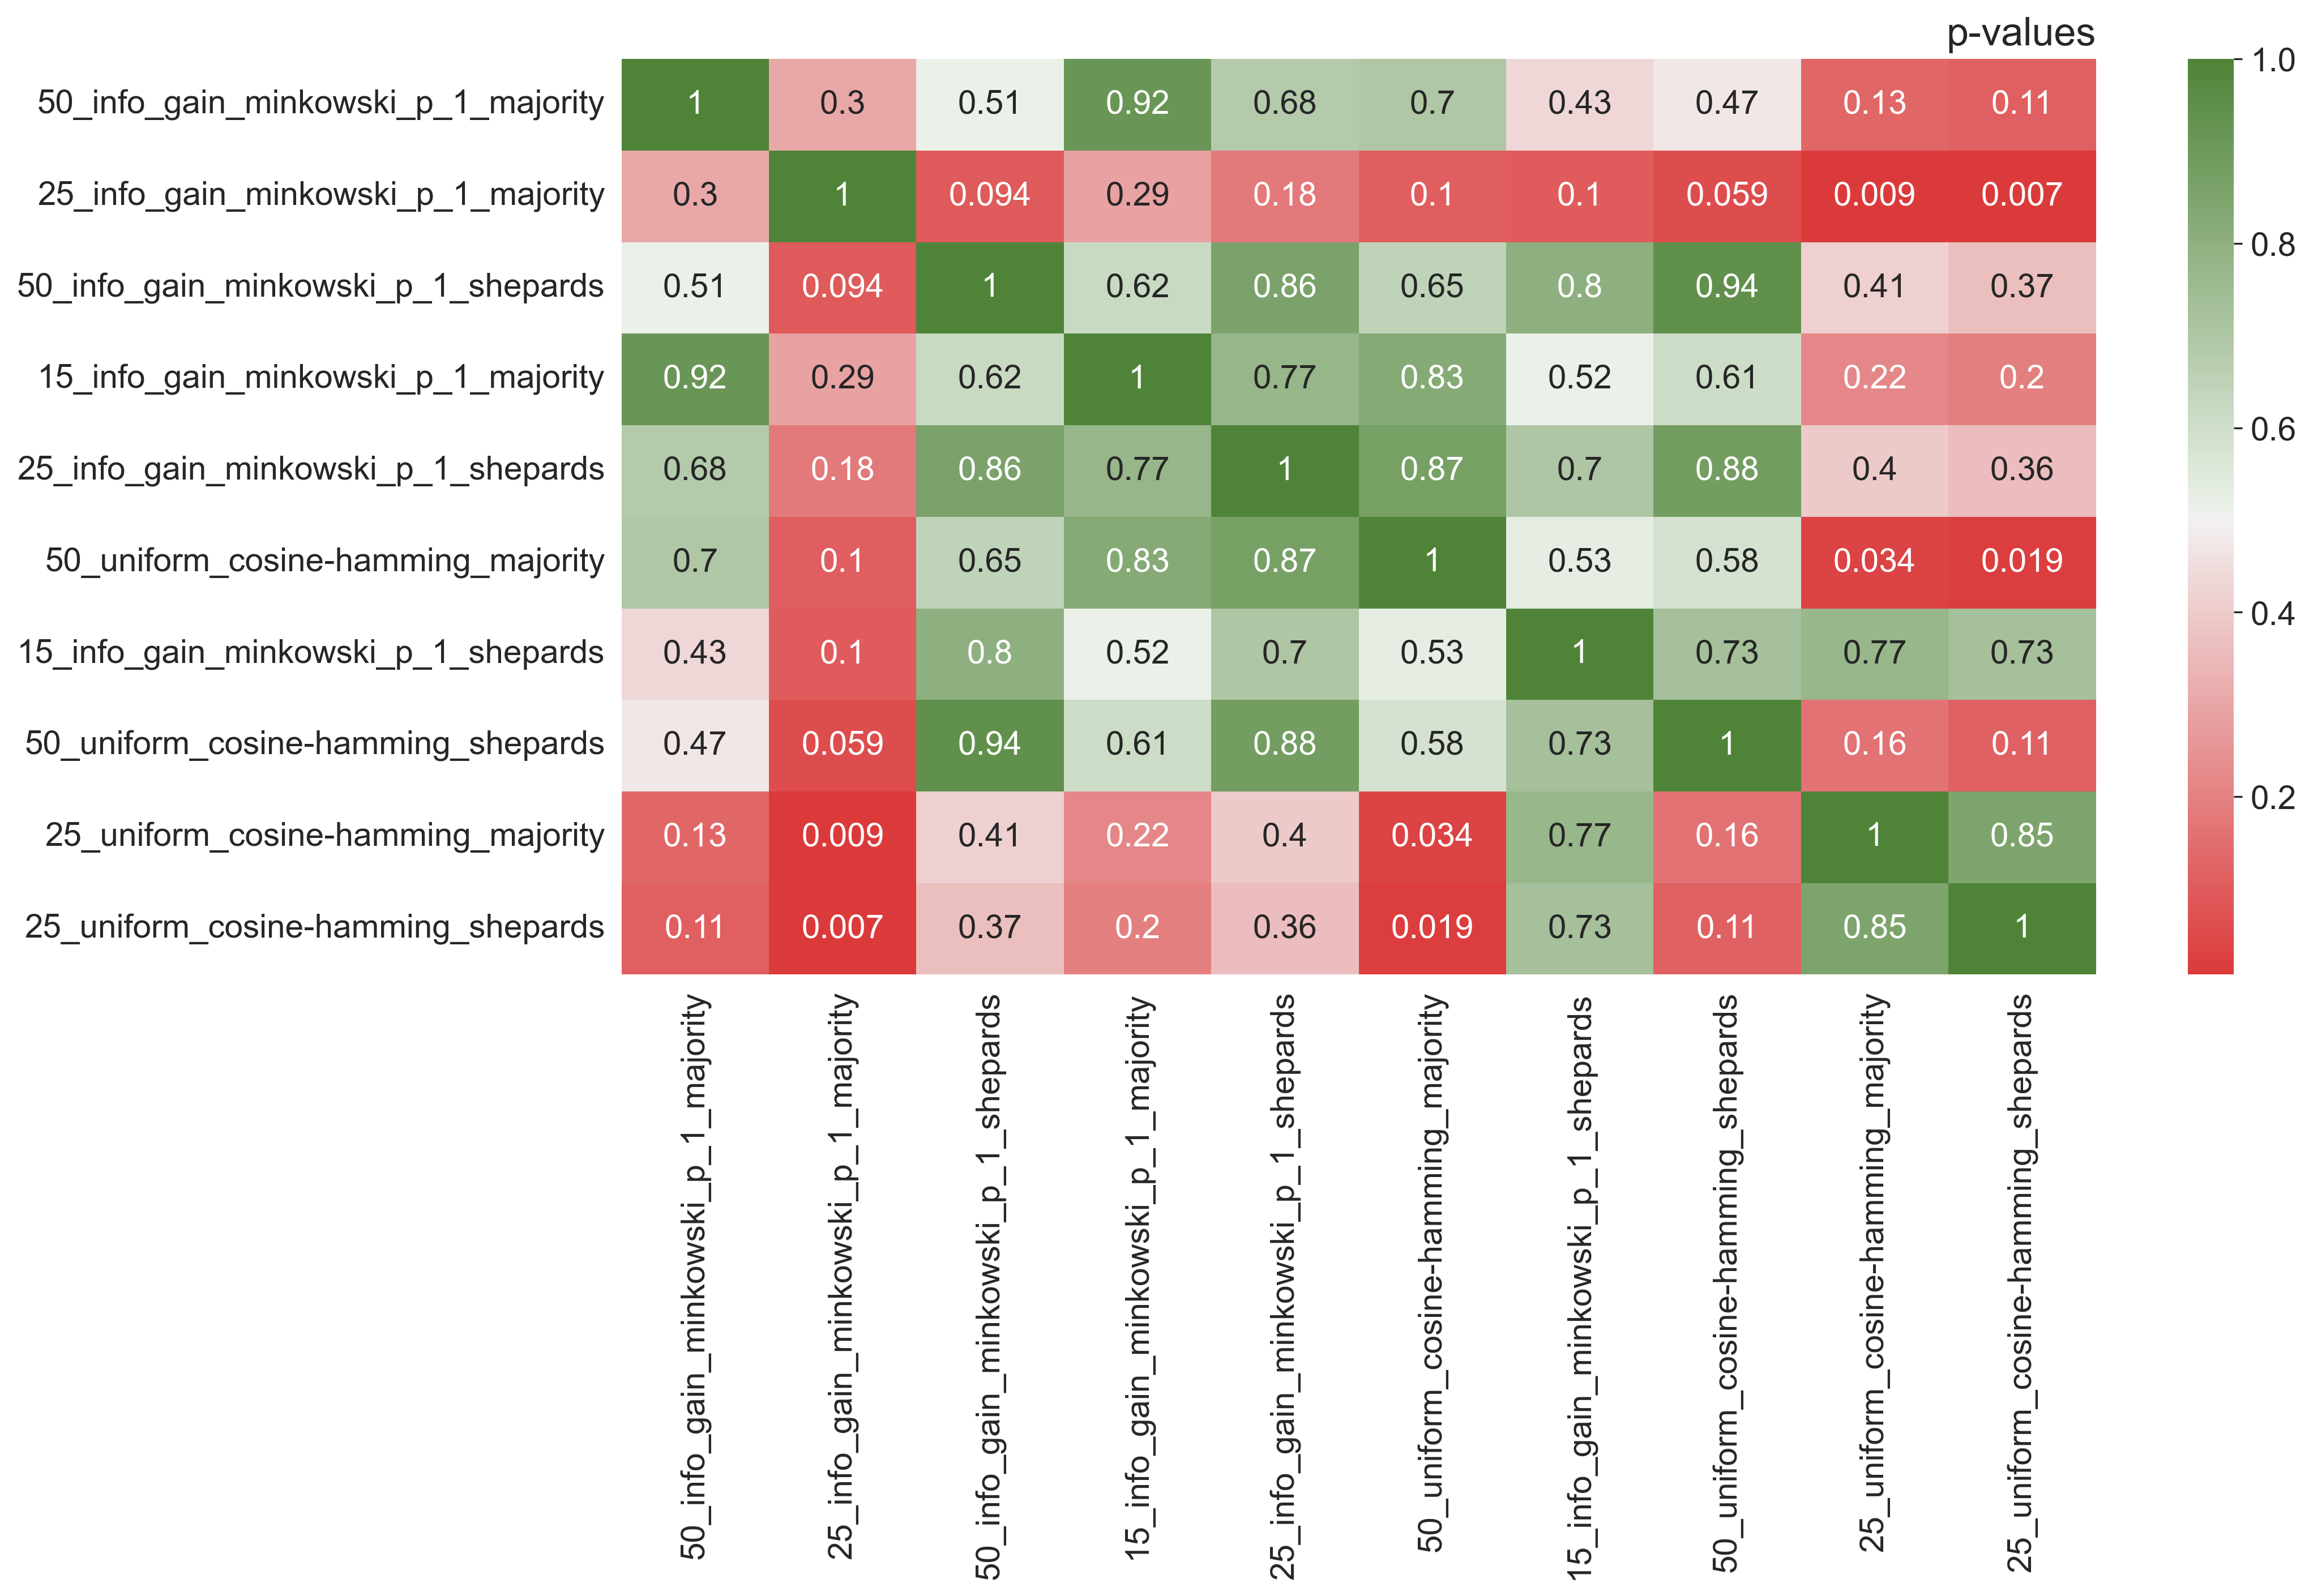 p-values
50_info_gain_minkowski_p_1_majority 1 0.3 0.51 0.92 0.68 0.7 0.43 0.47 0.13 0.11
25_info_gain_minkowski_p_1_majority 0.3 1 0.094 0.29 0.18 0.1 0.1 0.059 0.009 0.007
50_info_gain_minkowski_p_1_shepards 0.51 0.094 1 0.62 0.86 0.65 0.8 0.94 0.41 0.37
15_info_gain_minkowski_p_1_majority 0.92 0.29 0.62 1 0.77 0.83 0.52 0.61 0.22 0.2
25_info_gain_minkowski_p_1_shepards 0.68 0.18 0.86 0.77 1 0.87 0.7 0.88 0.4 0.36
50_uniform_cosine-hamming_majority 0.7 0.1 0.65 0.83 0.87 1 0.53 0.58 0.034 0.019
15_info_gain_minkowski_p_1_shepards 0.43 0.1 0.8 0.52 0.7 0.53 1 0.73 0.77 0.73
50_uniform_cosine-hamming_shepards 0.47 0.059 0.94 0.61 0.88 0.58 0.73 1 0.16 0.11
25_uniform_cosine-hamming_majority 0.13 0.009 0.41 0.22 0.4 0.034 0.77 0.16 1 0.85
25_uniform_cosine-hamming_shepards 0.11 0.007 0.37 0.2 0.36 0.019 0.73 0.11 0.85 1
50_info_gain_minkowski_p_1_majority
25_info_gain_minkowski_p_1_majority
50_info_gain_minkowski_p_1_shepards
15_info_gain_minkowski_p_1_majority
25_info_gain_minkowski_p_1_shepards
50_uniform_cosine-hamming_majority
15_info_gain_minkowski_p_1_shepards
50_uniform_cosine-hamming_shepards
25_uniform_cosine-hamming_majority
25_uniform_cosine-hamming_shepards
1.0
0.8
0.6
0.4
0.2